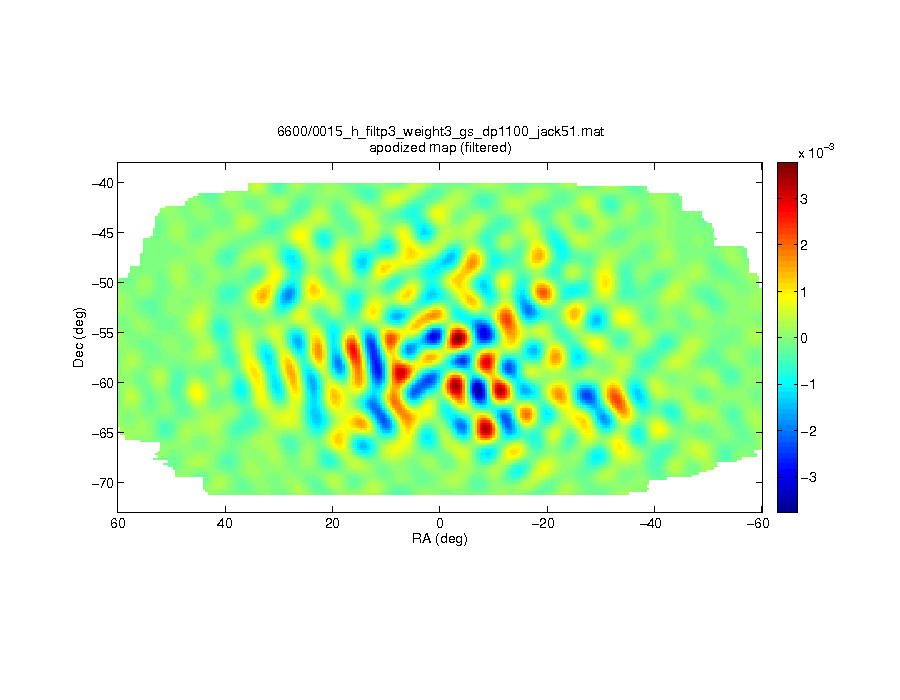 6600/0015_h_filtp3_weight3_gs_dp1100_jack51.mat
apodized map (filtered)
x 10⁻³
−40
−45
−50
−55
−60
−65
−70
Dec (deg)
60 40 20 0 −20 −40 −60
RA (deg)
3
2
1
0
−1
−2
−3